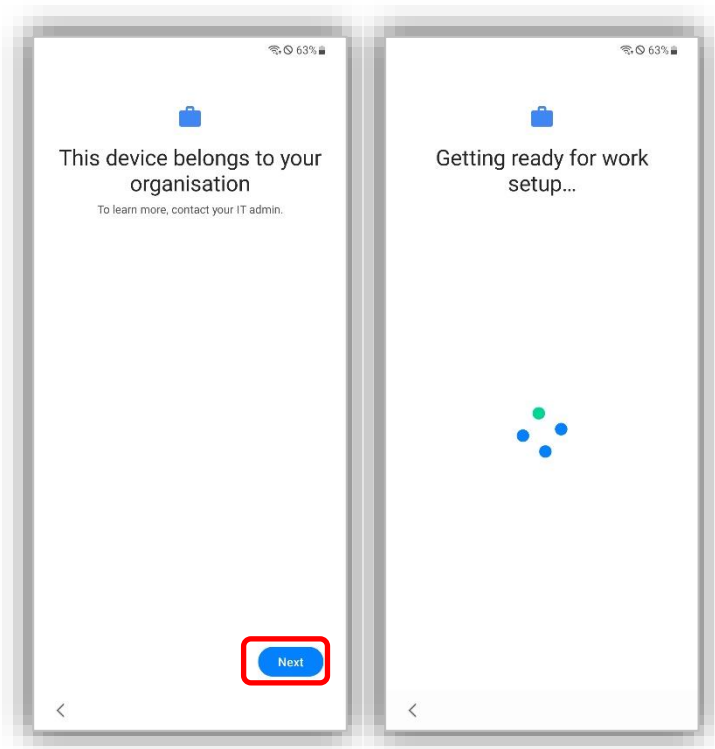 63%
This device belongs to your
organisation
To learn more, contact your IT admin.
Next
63%
Getting ready for work
setup...